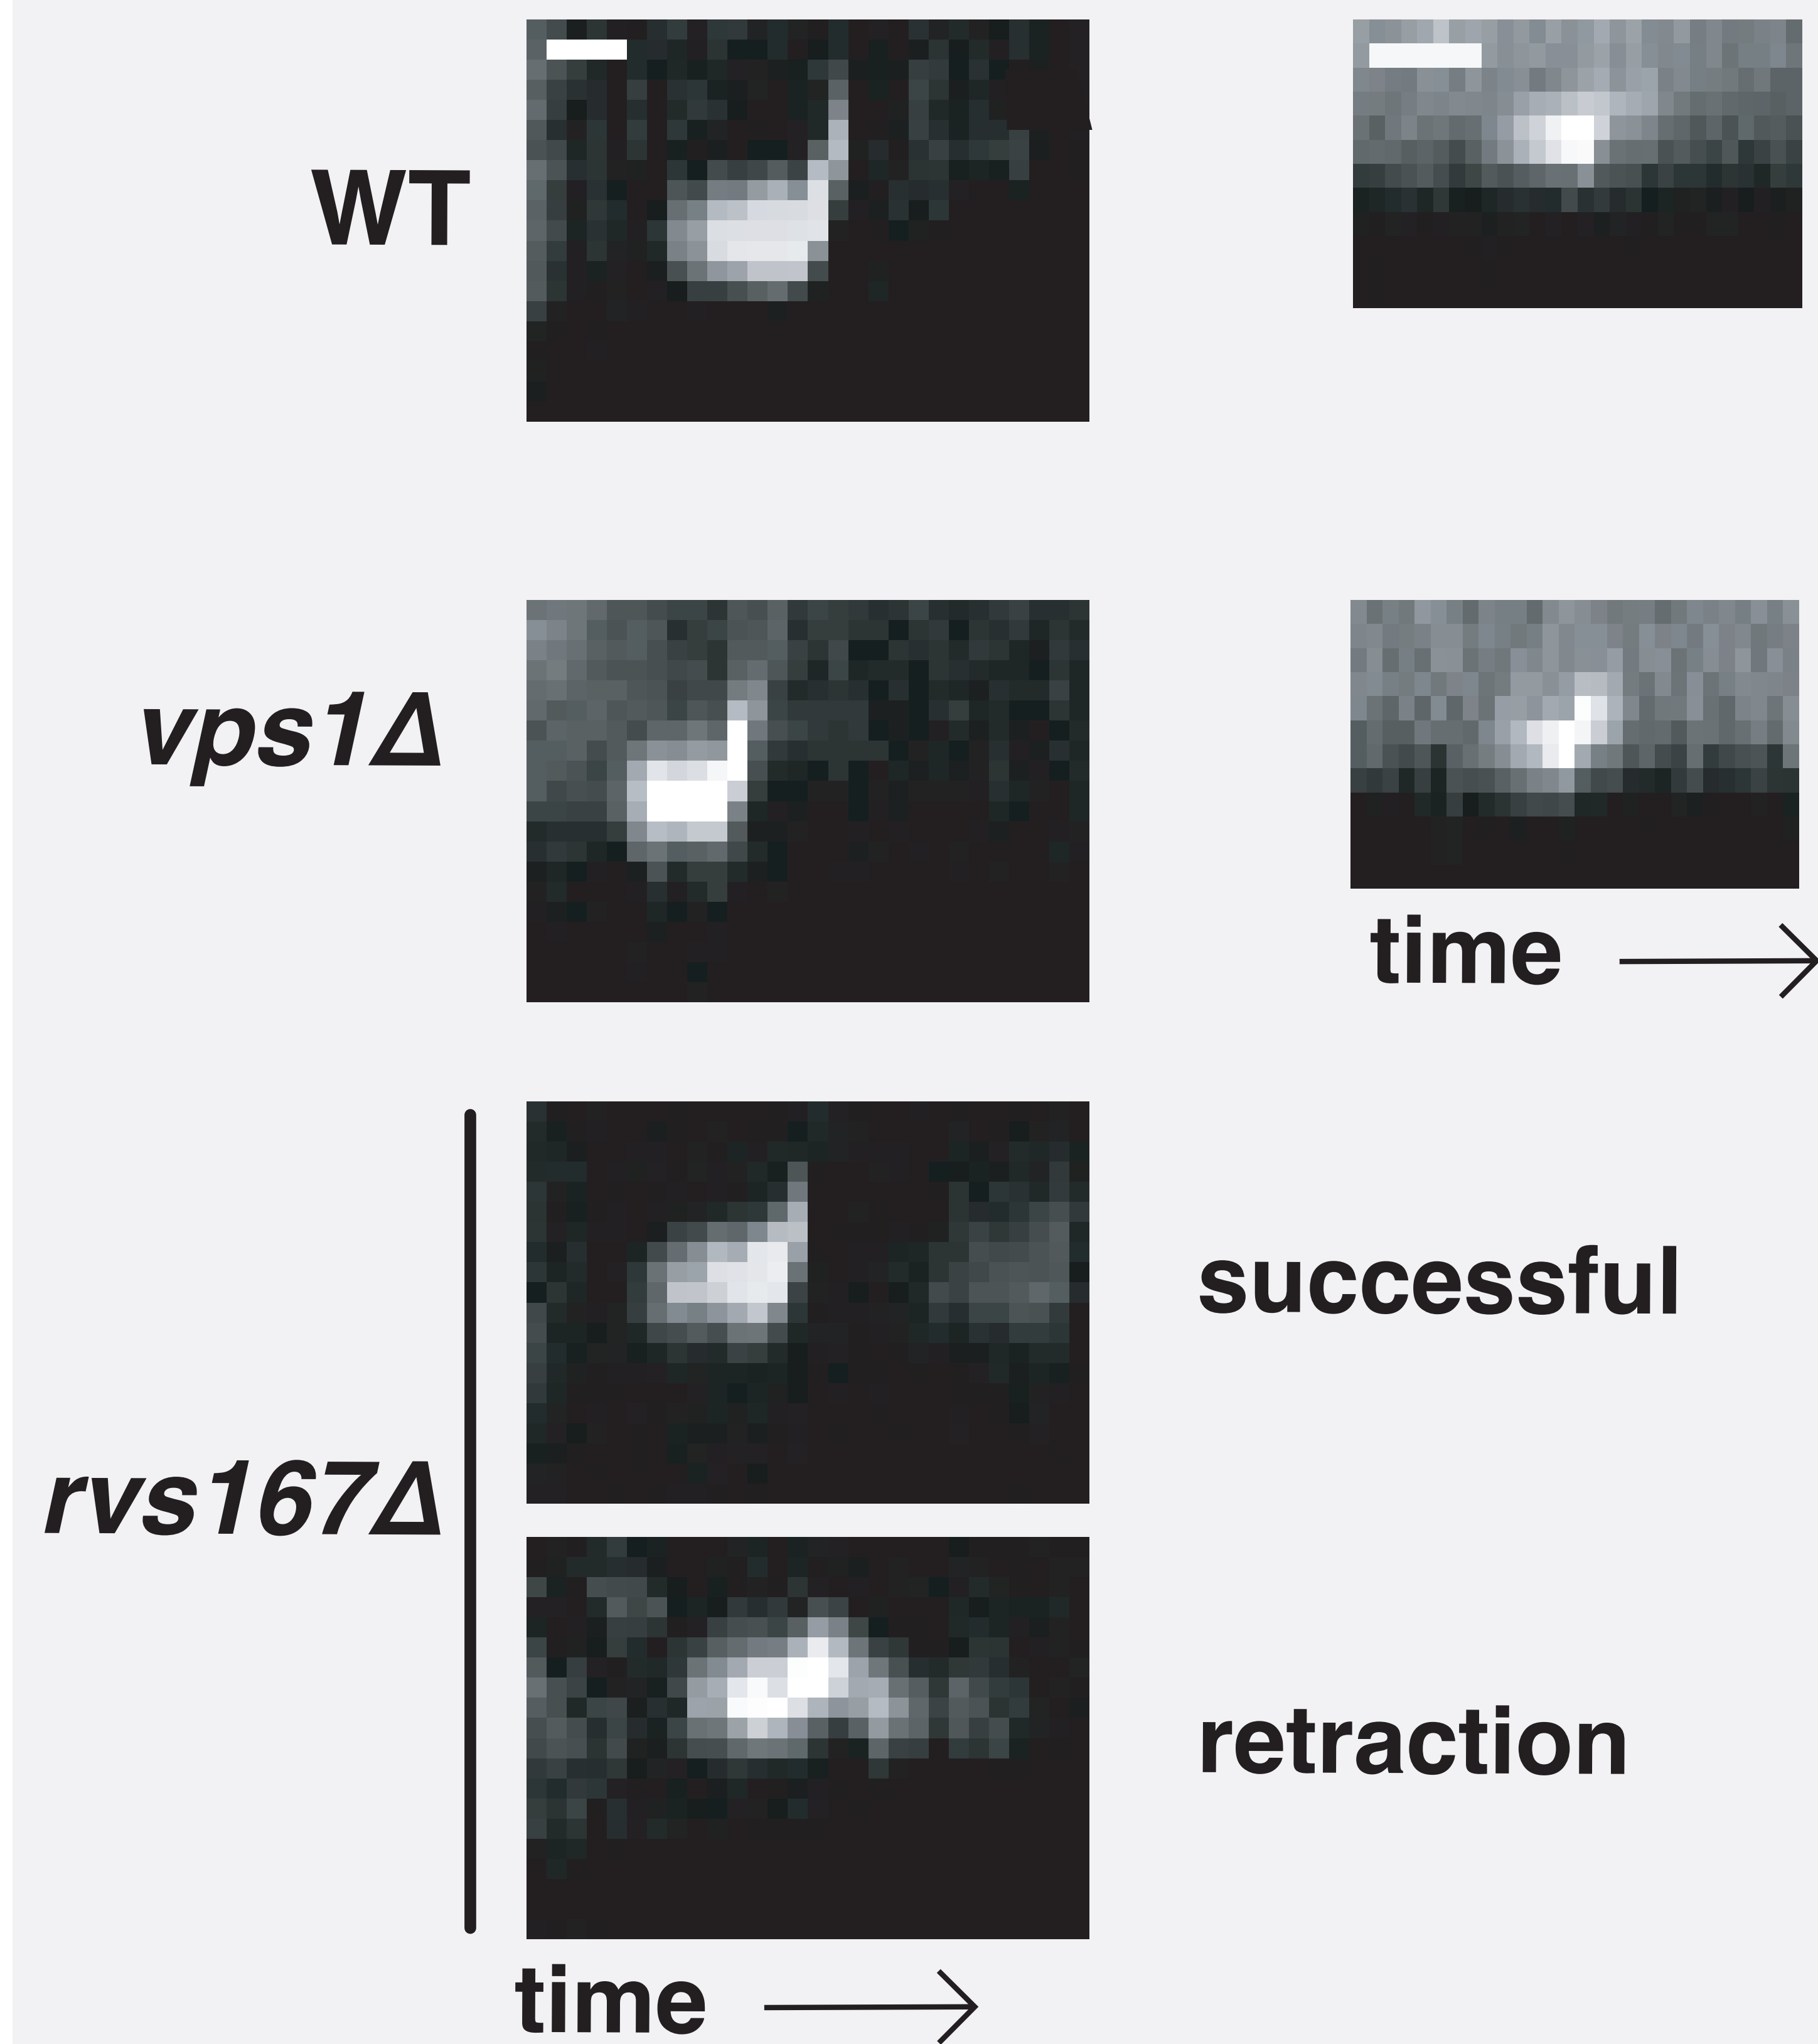 WT
vps1Δ
time
rvs167Δ
successful
retraction
time